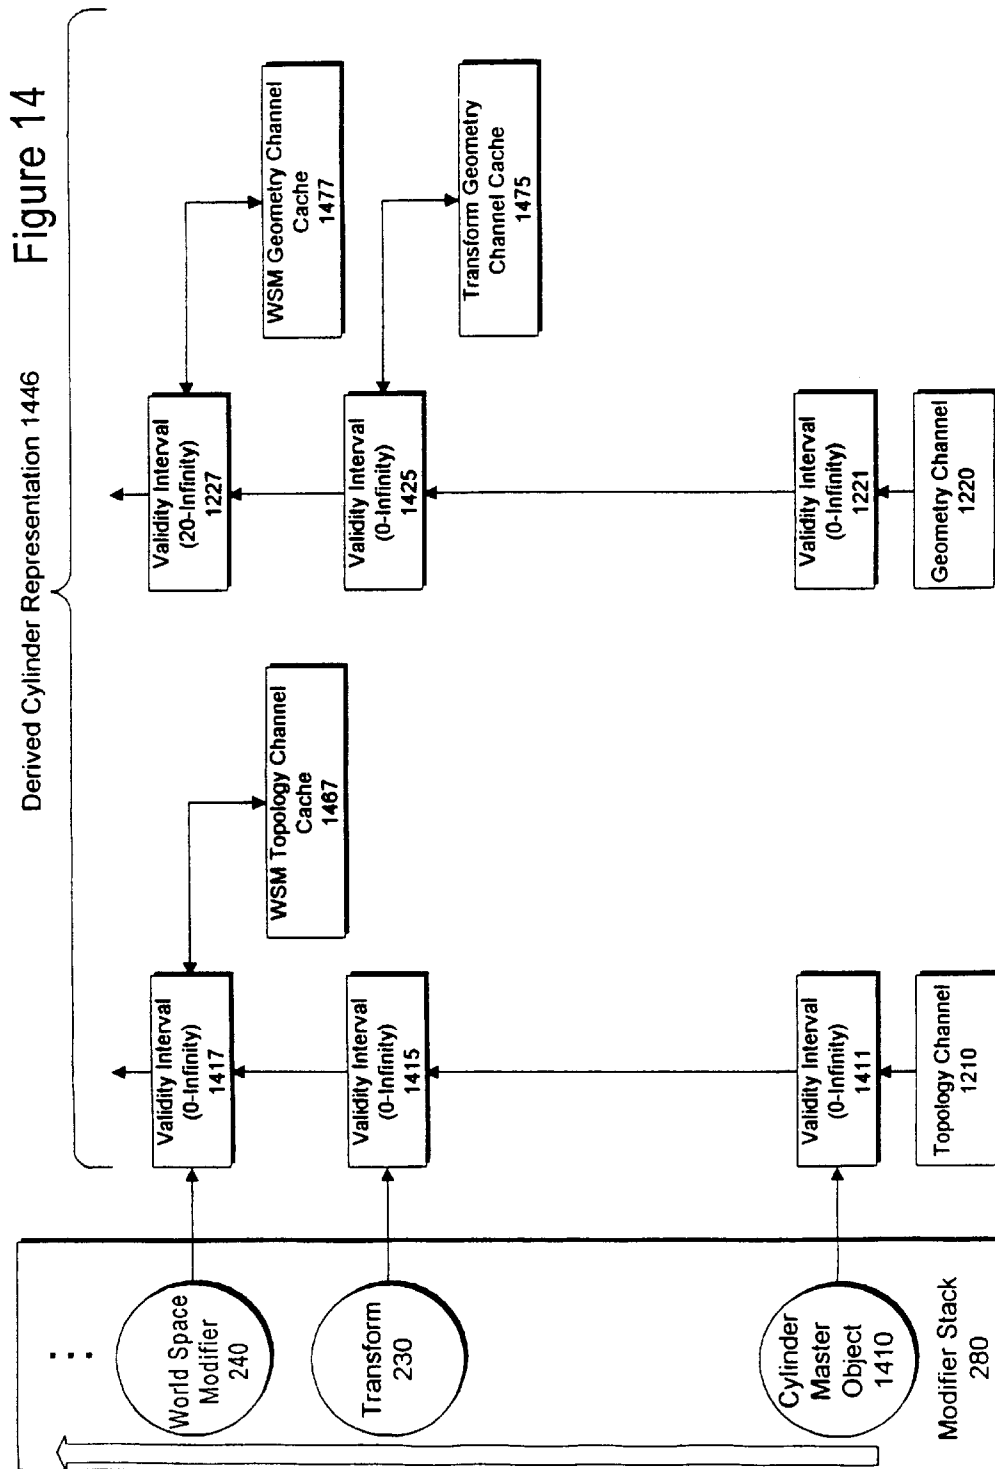 Figure 14
Derived Cylinder Representation 1446
⋮
World Space
Modifier
240
Validity Interval
(0-Infinity)
1417
WSM Topology Channel
Cache
1467
Validity Interval
(20-Infinity)
1227
WSM Geometry Channel
Cache
1477
Transform
230
Validity Interval
(0-Infinity)
1415
Validity Interval
(0-Infinity)
1425
Transform Geometry
Channel Cache
1475
Cylinder
Master
Object
1410
Validity Interval
(0-Infinity)
1411
Validity Interval
(0-Infinity)
1221
Modifier Stack
280
Topology Channel
1210
Geometry Channel
1220